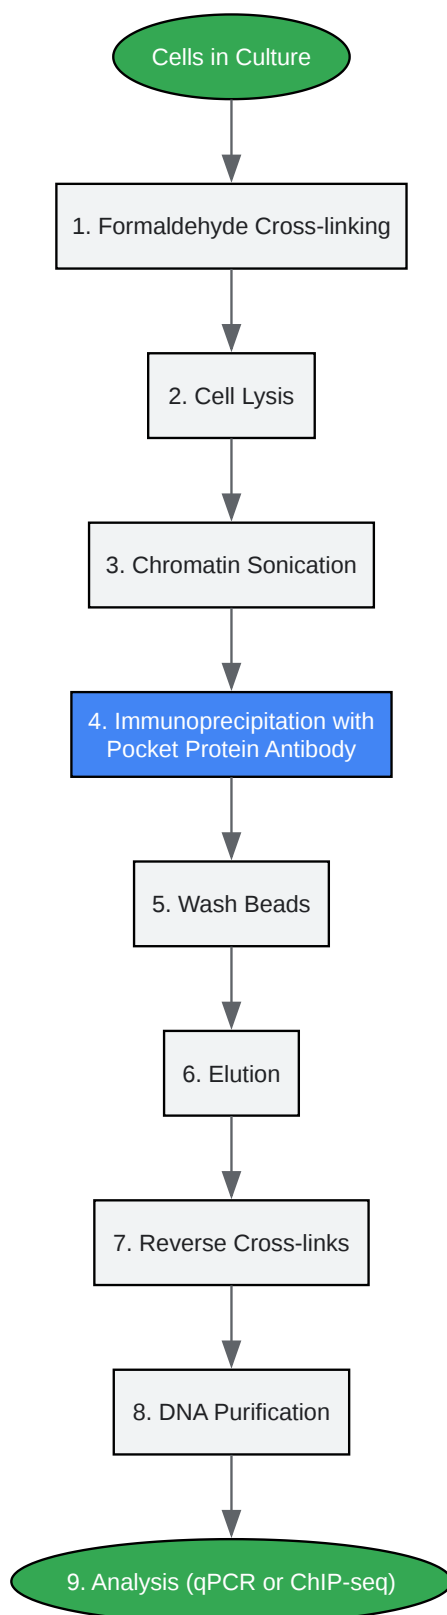 Cells in Culture
1. Formaldehyde Cross-linking
2. Cell Lysis
3. Chromatin Sonication
4. Immunoprecipitation with
Pocket Protein Antibody
5. Wash Beads
6. Elution
7. Reverse Cross-links
8. DNA Purification
9. Analysis (qPCR or ChIP-seq)